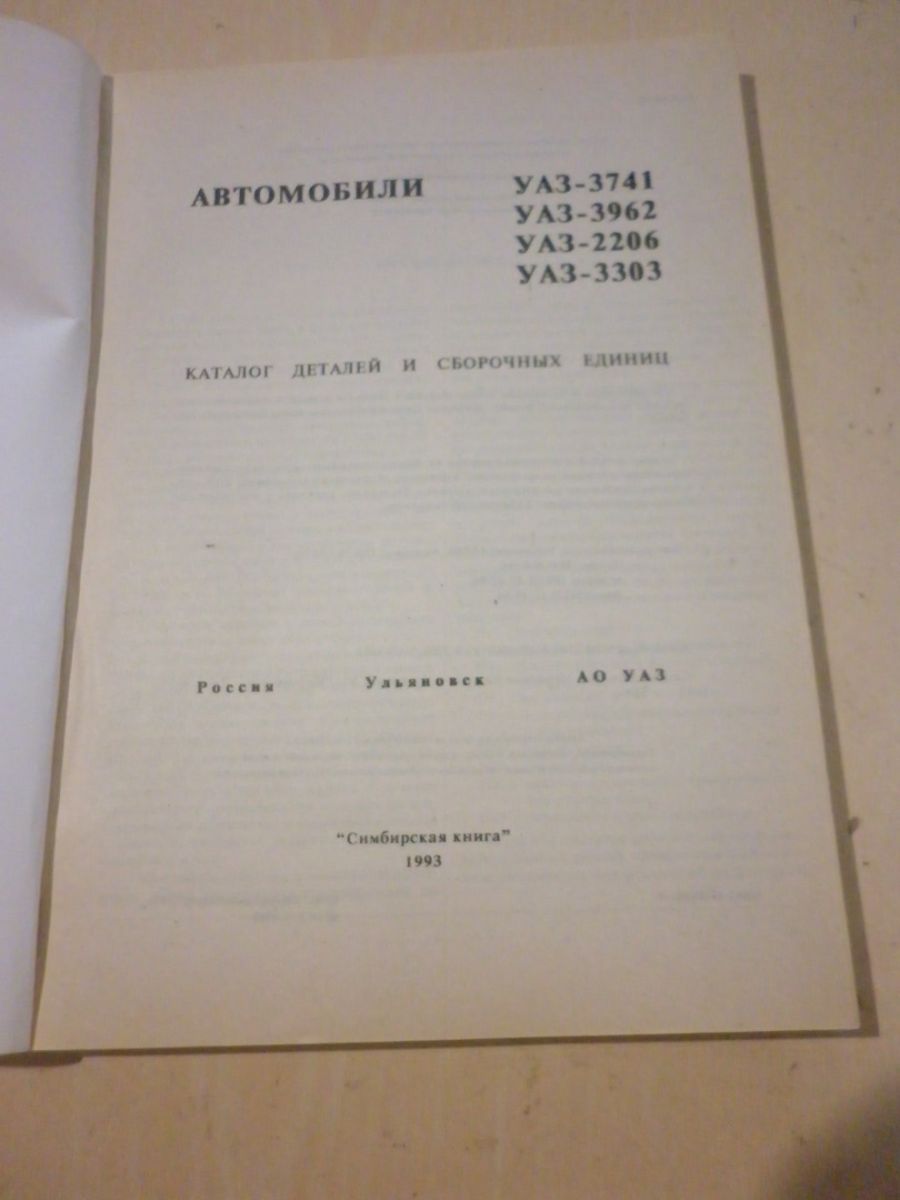 АВТОМОБИЛИ УАЗ-3741
УАЗ-3962
УАЗ-2206
УАЗ-3303
КАТАЛОГ ДЕТАЛЕЙ И СБОРОЧНЫХ ЕДИНИЦ
Россия Ульяновск АО УАЗ
"Симбирская книга"
1993